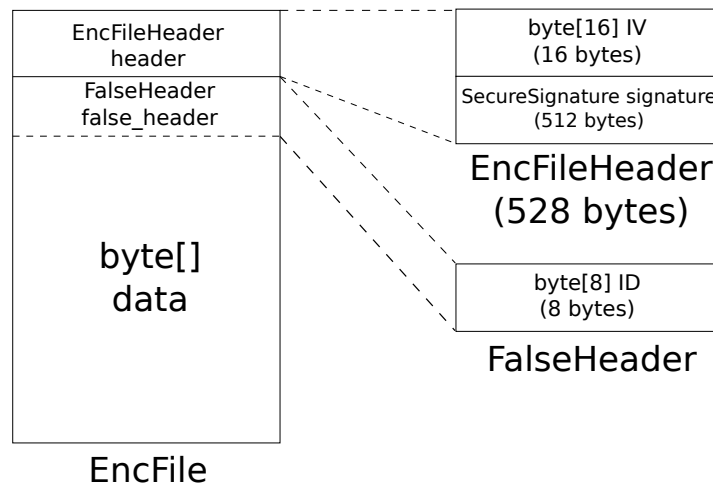 EncFileHeader
header
FalseHeader
false_header
byte[]
data
EncFile
byte[16] IV
(16 bytes)
SecureSignature signature
(512 bytes)
EncFileHeader
(528 bytes)
byte[8] ID
(8 bytes)
FalseHeader